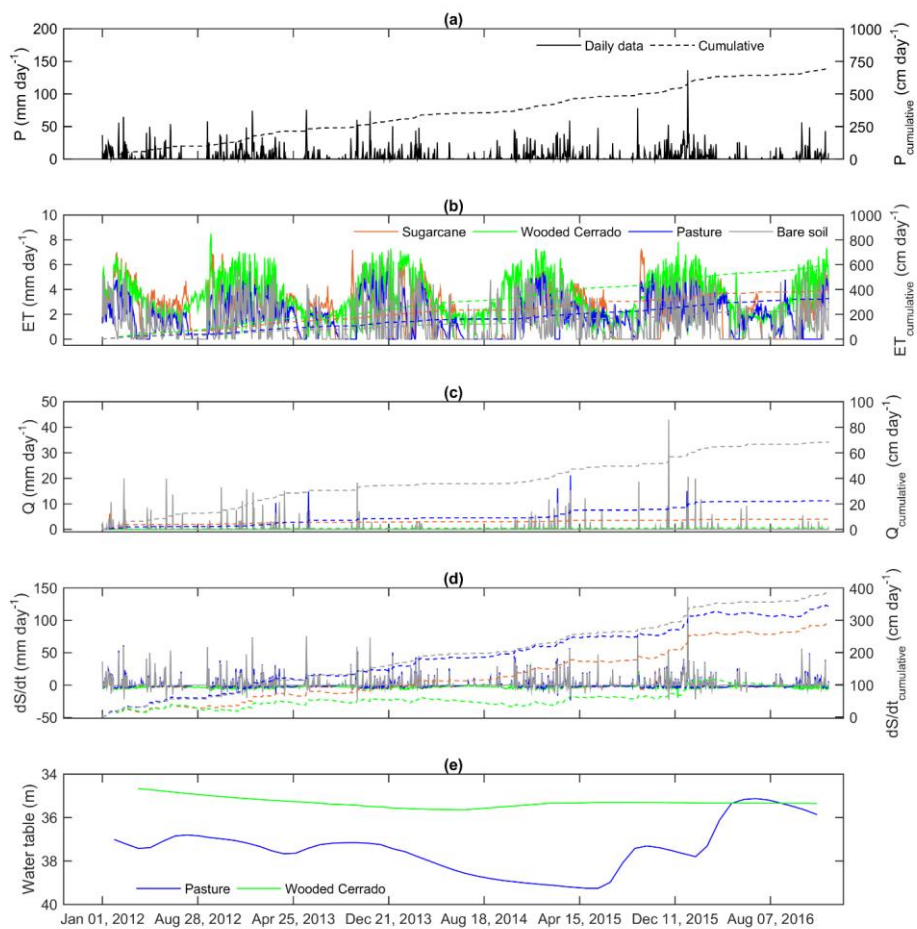 (a)
P (mm day-1)
200
150
100
50
0
Daily data
Cumulative
1000
750
500
250
0
Pcumulative (cm day-1)
(b)
ET (mm day-1)
10
8
6
4
2
0
Sugarcane
Wooded Cerrado
Pasture
Bare soil
1000
800
600
400
200
0
ETcumulative (cm day-1)
(c)
Q (mm day-1)
50
40
30
20
10
0
100
80
60
40
20
0
Qcumulative (cm day-1)
(d)
dS/dt (mm day-1)
150
100
50
0
-50
400
300
200
100
0
dS/dtcumulative (cm day-1)
(e)
Water table (m)
34
36
38
40
Pasture
Wooded Cerrado
Jan 01, 2012
Aug 28, 2012
Apr 25, 2013
Dec 21, 2013
Aug 18, 2014
Apr 15, 2015
Dec 11, 2015
Aug 07, 2016